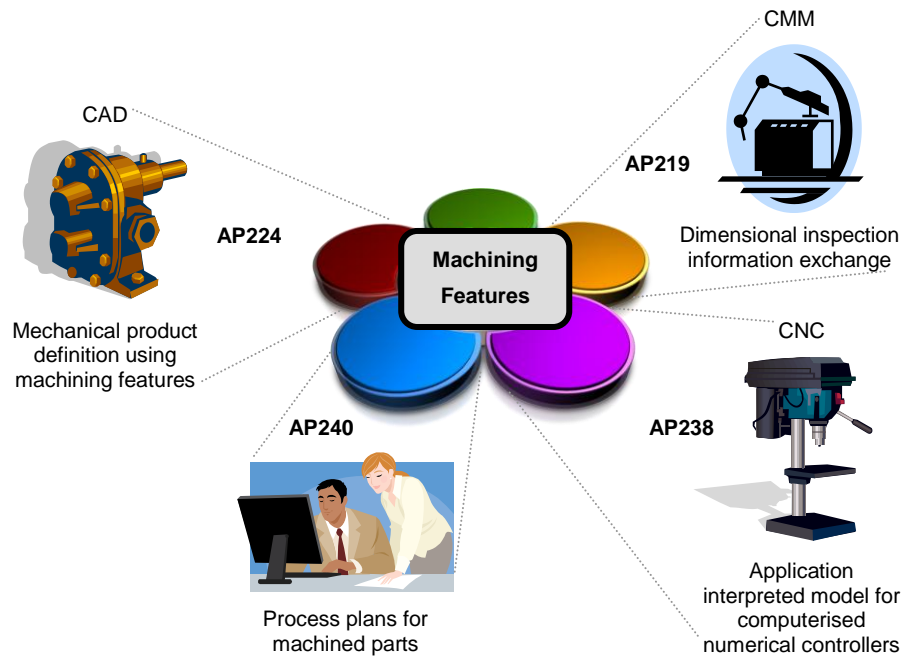 CMM
CAD
AP219
AP224
Dimensional inspection
information exchange
Machining
Features
Mechanical product
definition using
machining features
CNC
AP240
AP238
Process plans for
machined parts
Application
interpreted model for
computerised
numerical controllers